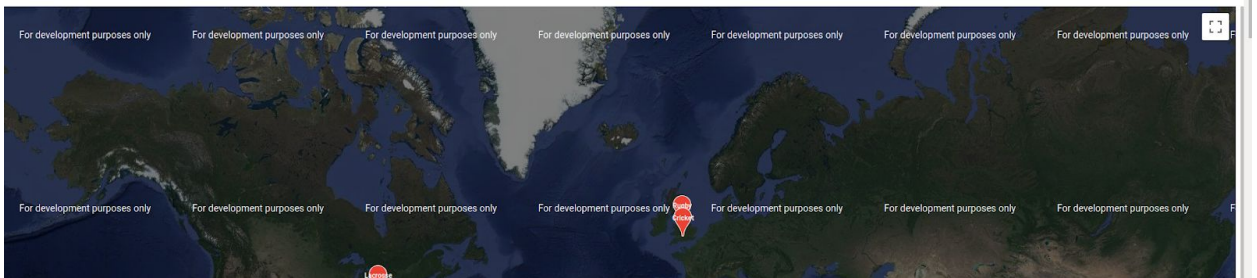 For development purposes only For development purposes only For development purposes only For development purposes only For development purposes only For development purposes only For development purposes only F
For development purposes only For development purposes only For development purposes only For development purposes only For development purposes only For development purposes only For development purposes only F
Rugby
Cricket
Lacrosse